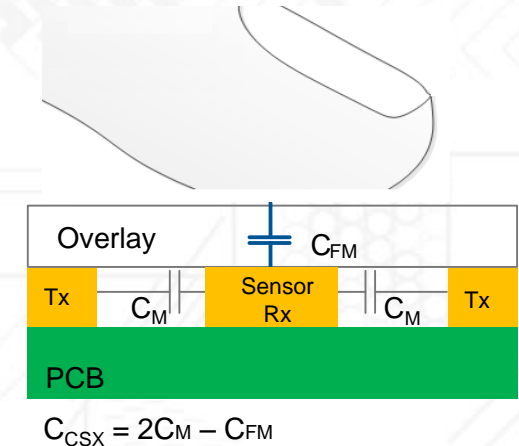 Overlay
CFM
Tx
CM
Sensor
Rx
CM
Tx
PCB
CCSX = 2CM – CFM